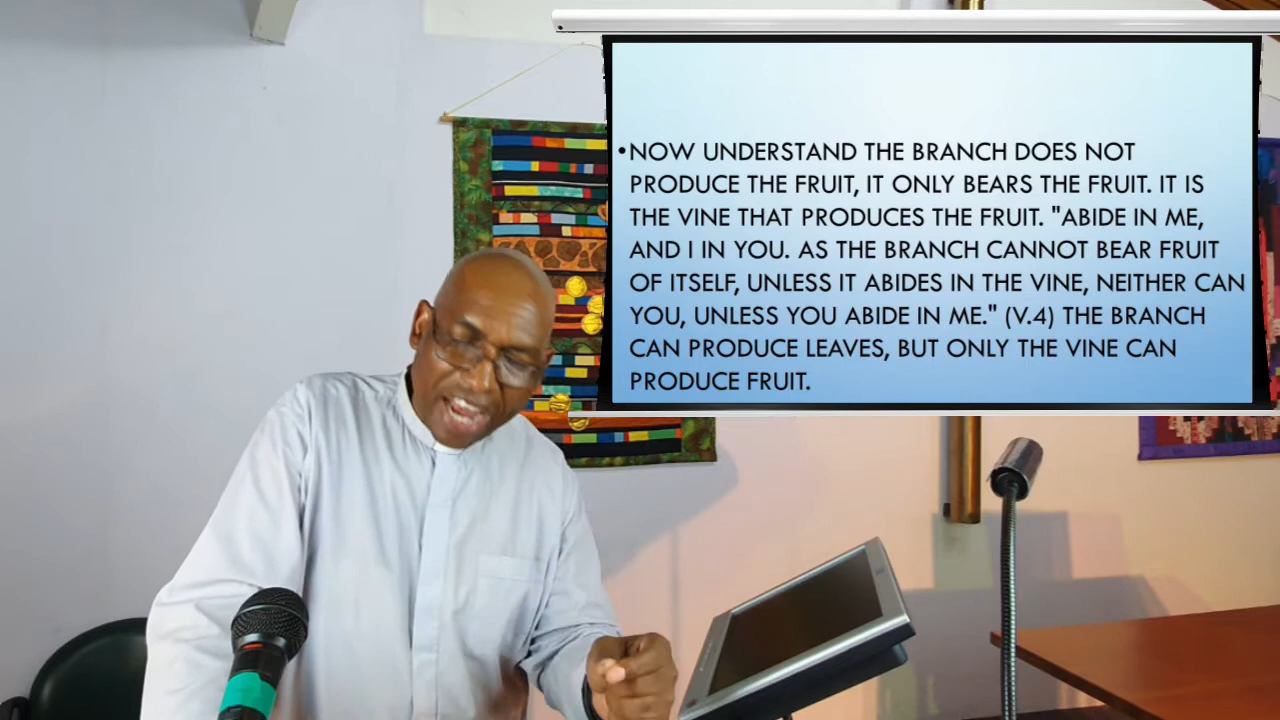 •NOW UNDERSTAND THE BRANCH DOES NOT
PRODUCE THE FRUIT, IT ONLY BEARS THE FRUIT. IT IS
THE VINE THAT PRODUCES THE FRUIT. "ABIDE IN ME,
AND I IN YOU. AS THE BRANCH CANNOT BEAR FRUIT
OF ITSELF, UNLESS IT ABIDES IN THE VINE, NEITHER CAN
YOU, UNLESS YOU ABIDE IN ME." (V.4) THE BRANCH
CAN PRODUCE LEAVES, BUT ONLY THE VINE CAN
PRODUCE FRUIT.